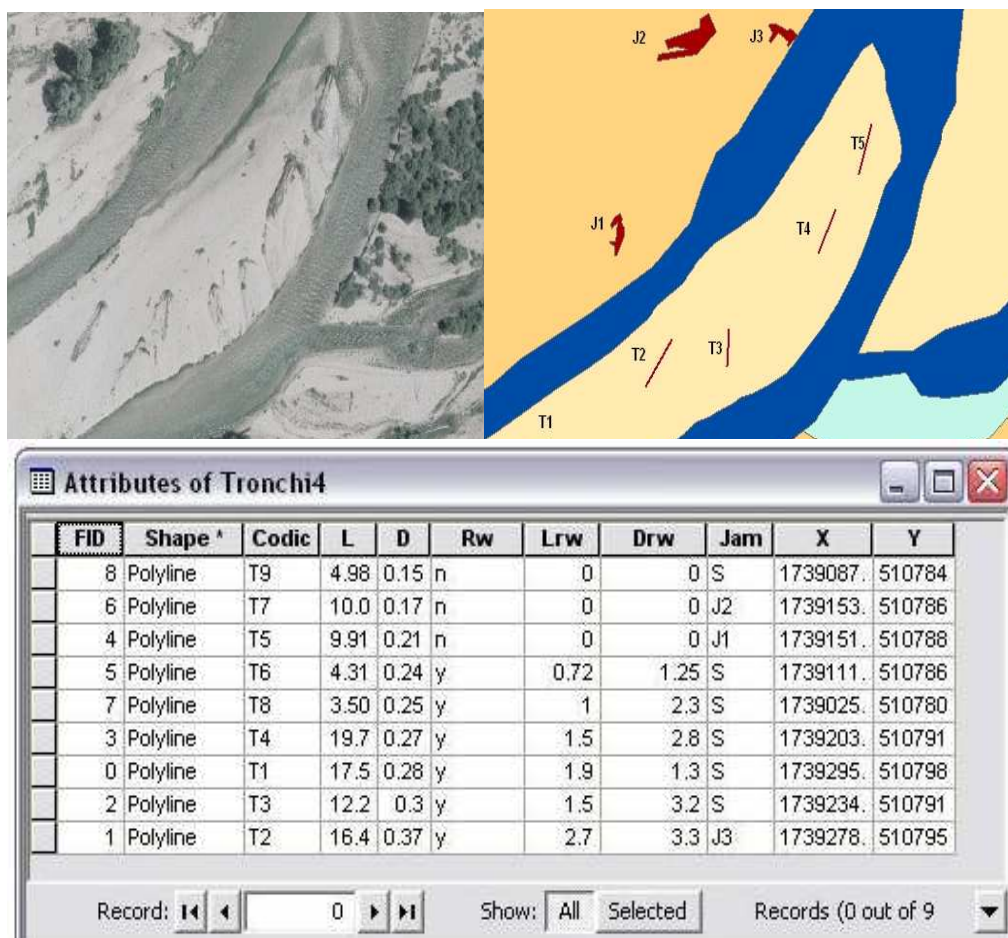 J2 J3
T5
J1 T4
T2 T3
T1
Attributes of Tronchi4
FID Shape * Codic L D Rw Lrw Drw Jam X Y
8 Polyline T9 4.98 0.15 n 0 0 S 1739087. 510784
6 Polyline T7 10.0 0.17 n 0 0 J2 1739153. 510786
4 Polyline T5 9.91 0.21 n 0 0 J1 1739151. 510788
5 Polyline T6 4.31 0.24 y 0.72 1.25 S 1739111. 510786
7 Polyline T8 3.50 0.25 y 1 2.3 S 1739025. 510780
3 Polyline T4 19.7 0.27 y 1.5 2.8 S 1739203. 510791
0 Polyline T1 17.5 0.28 y 1.9 1.3 S 1739295. 510798
2 Polyline T3 12.2 0.3 y 1.5 3.2 S 1739234. 510791
1 Polyline T2 16.4 0.37 y 2.7 3.3 J3 1739278. 510795
Record: 0 Show: All Selected Records (0 out of 9